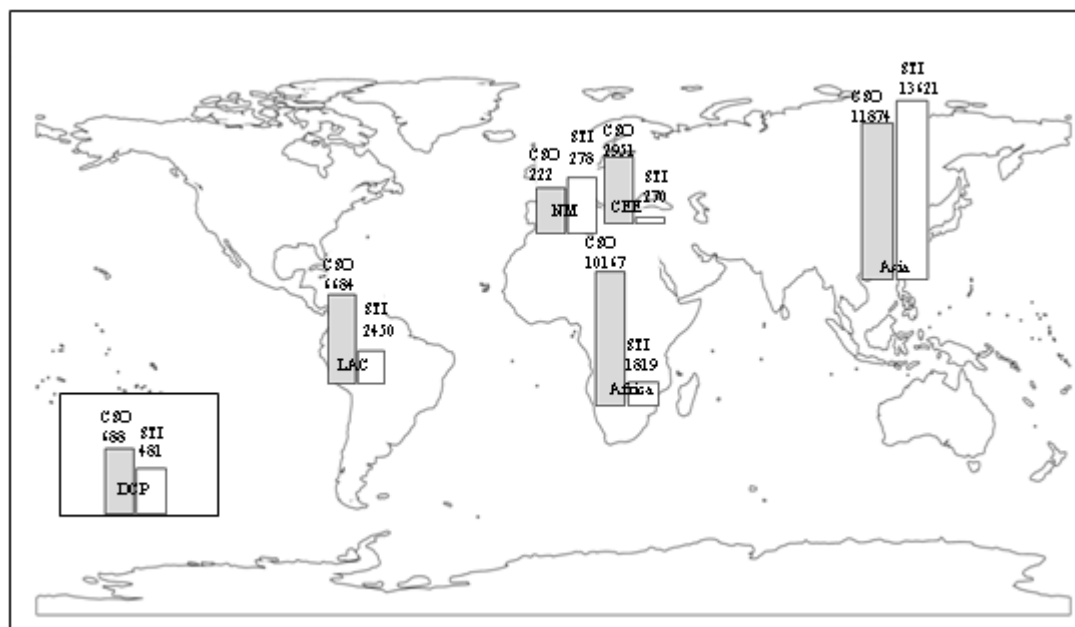 STI
13621
CSO
11874
Asia
CSO
2951
STI
270
CEE
STI
278
CSO
222
NM
CSO
10167
STI
1819
Africa
CSO
6684
STI
2450
LAC
CSO
688
STI
481
DCP